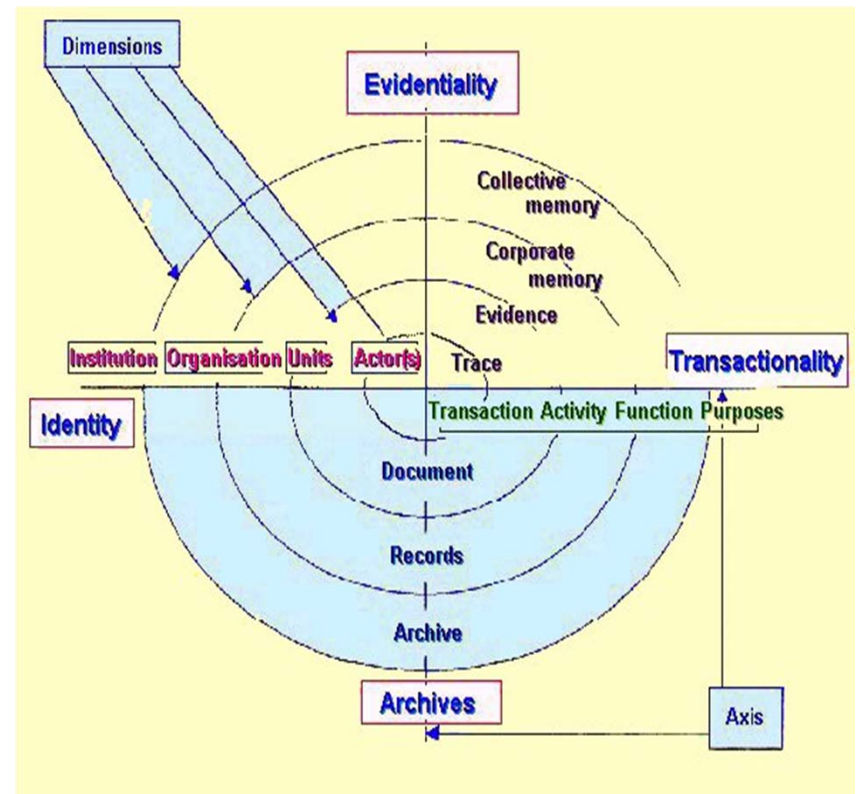 Dimensions
Evidentiality
Collective
memory
Corporate
memory
Evidence
Institution Organisation Units Actor(s) Trace
Transactionality
Identity
Transaction Activity Function Purposes
Document
Records
Archive
Archives
Axis